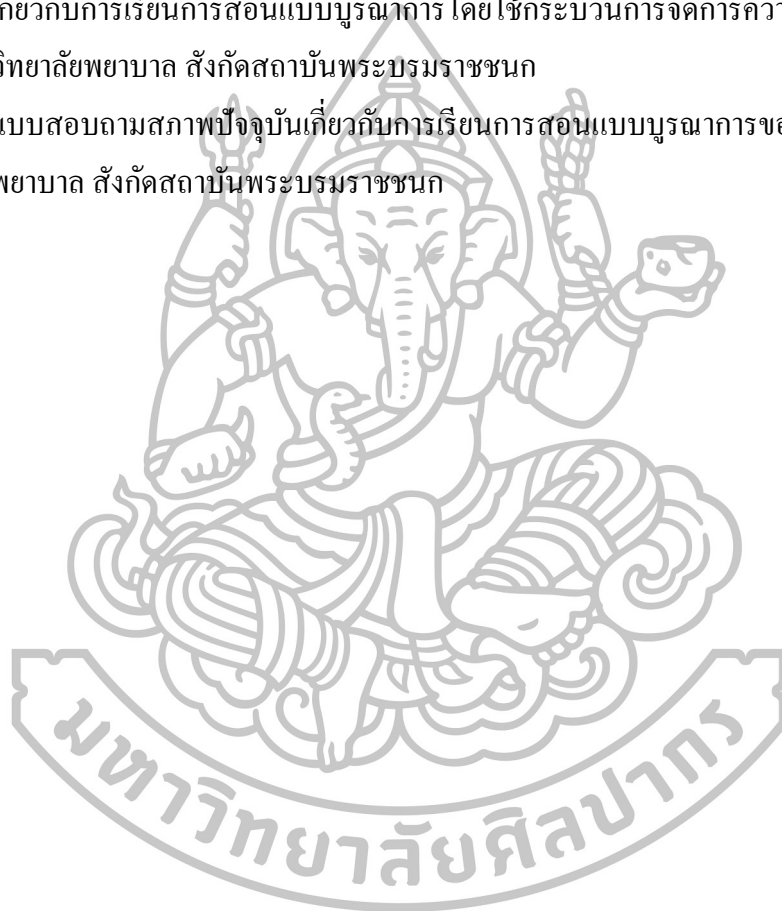 เกี่ยวกับการเรียนการสอนแบบบูรณาการ โดยใช้กระบวนการจัดการความ
วิทยาลัยพยาบาล สังกัดสถาบันพระบรมราชชนก
แบบสอบถามสภาพปัจจุบันเกี่ยวกับการเรียนการสอนแบบบูรณาการ
พยาบาล สังกัดสถาบันพระบรมราชชนก
มหาวิทยาลัยศิลปากร